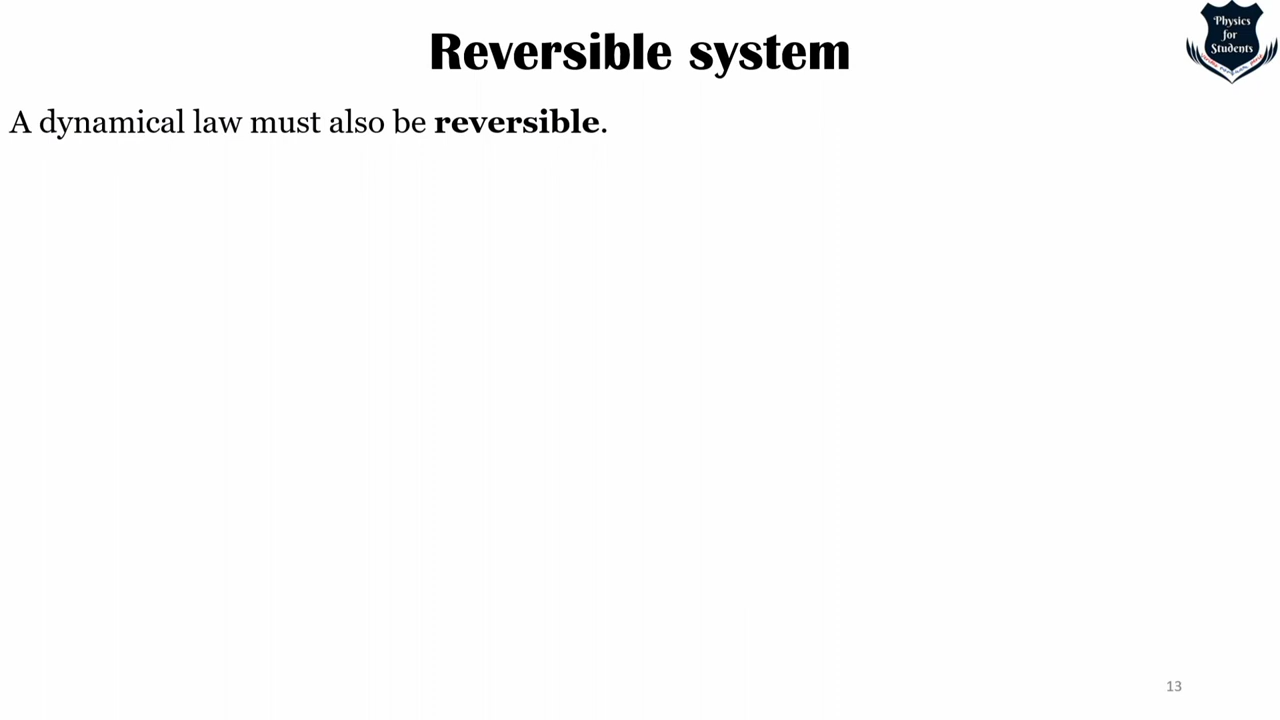 Reversible system
Physics
for
Students
A dynamical law must also be reversible.
13